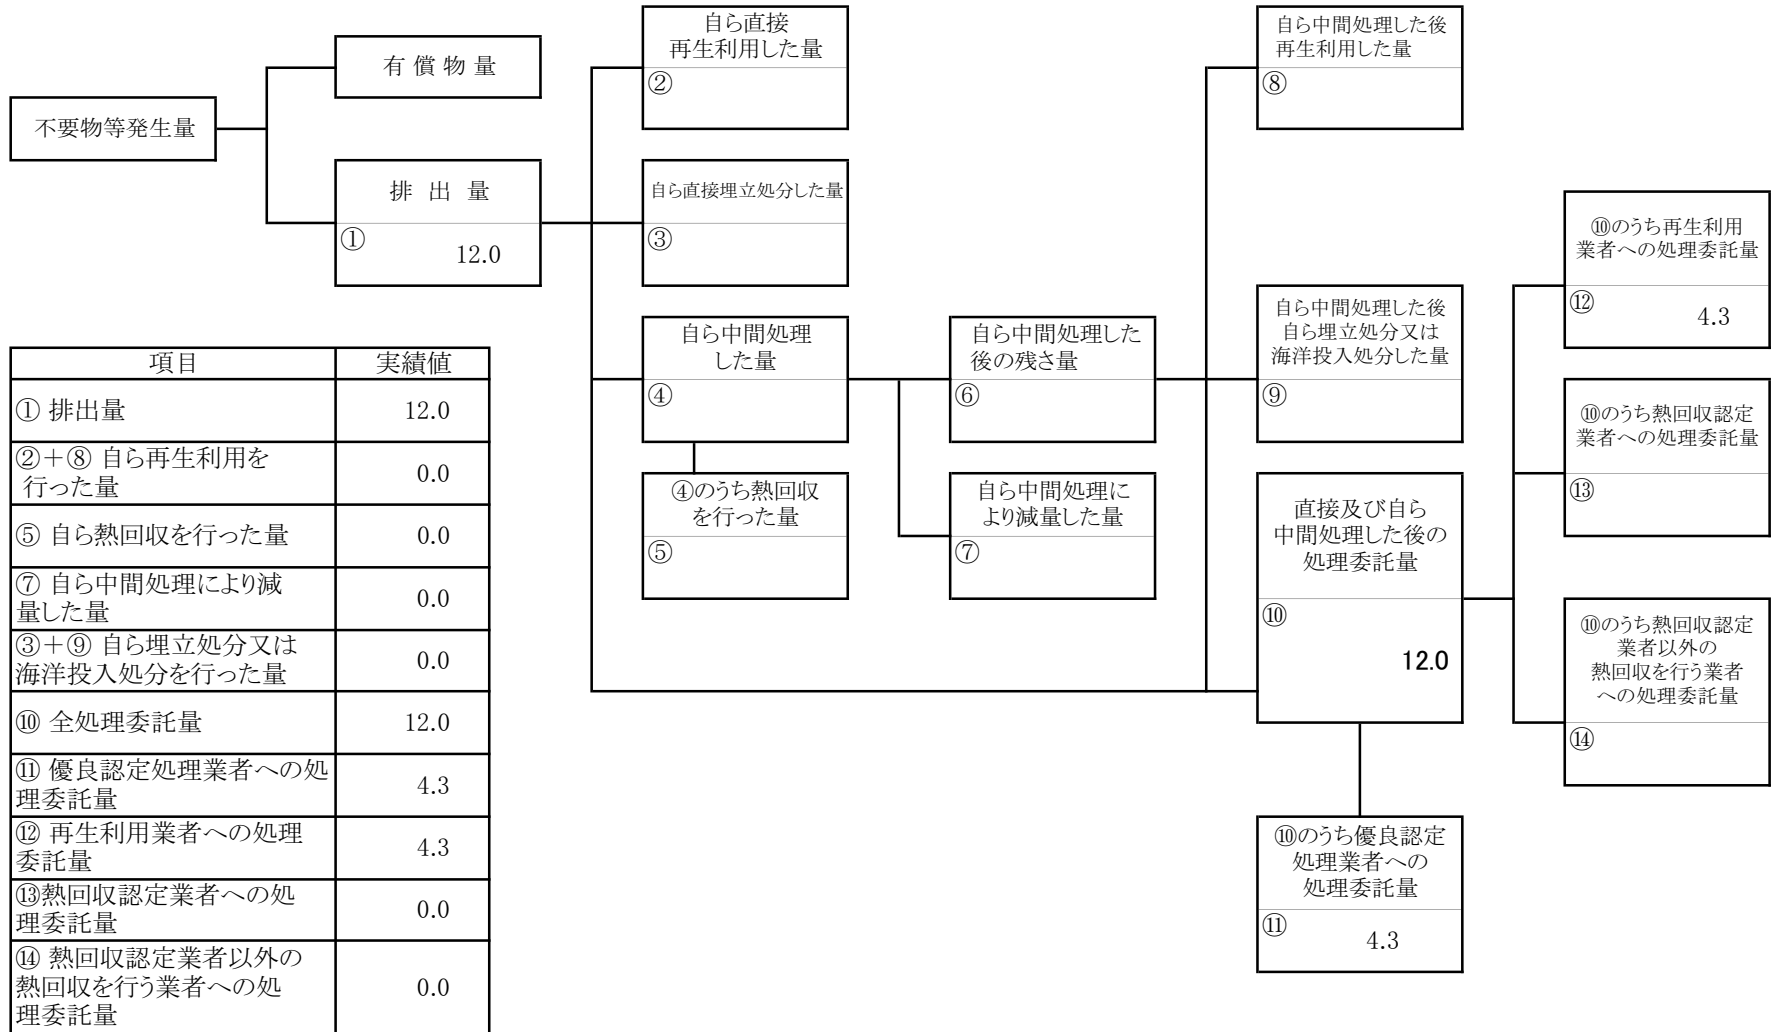 不要物等発生量
有 償 物 量
排 出 量
①
12.0
自ら直接
再生利用した量
②
自ら直接埋立処分した量
③
自ら中間処理
した量
④
④のうち熱回収
を行った量
⑤
自ら中間処理した
後の残さ量
⑥
自ら中間処理に
より減量した量
⑦
自ら中間処理した後
再生利用した量
⑧
自ら中間処理した後
自ら埋立処分又は
海洋投入処分した量
⑨
直接及び自ら
中間処理した後の
処理委託量
⑩
12.0
⑩のうち優良認定
処理業者への
処理委託量
⑪
4.3
⑩のうち再生利用
業者への処理委託量
⑫
4.3
⑩のうち熱回収認定
業者への処理委託量
⑬
⑩のうち熱回収認定
業者以外の
熱回収を行う業者
への処理委託量
⑭
項目 実績値
① 排出量 12.0
②+⑧ 自ら再生利用を
行った量 0.0
⑤ 自ら熱回収を行った量 0.0
⑦ 自ら中間処理により減
量した量 0.0
③+⑨ 自ら埋立処分又は
海洋投入処分を行った量 0.0
⑩ 全処理委託量 12.0
⑪ 優良認定処理業者への処
理委託量 4.3
⑫ 再生利用業者への処理
委託量 4.3
⑬熱回収認定業者への処
理委託量 0.0
⑭ 熱回収認定業者以外の
熱回収を行う業者への処
理委託量 0.0